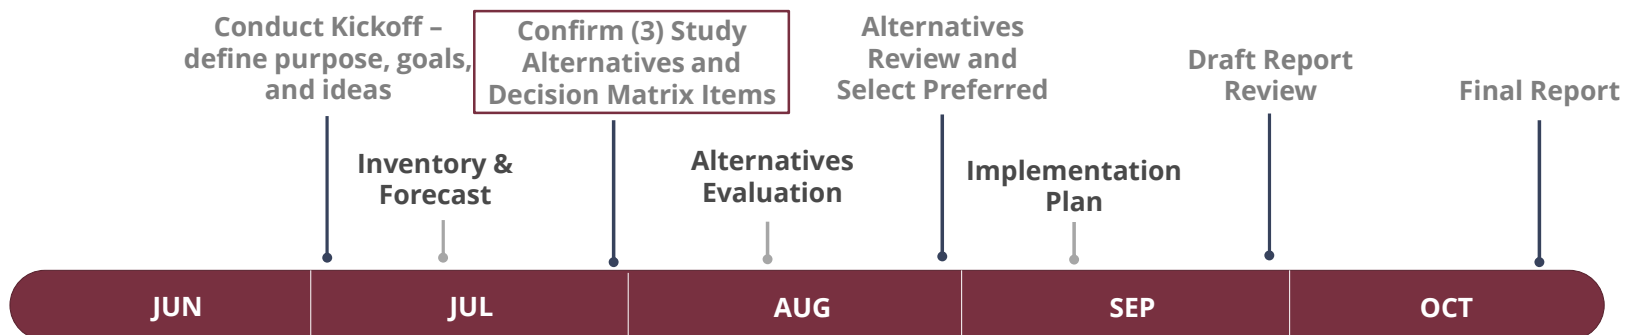 Conduct Kickoff –
define purpose, goals,
and ideas
Confirm (3) Study
Alternatives and
Decision Matrix Items
Alternatives
Review and
Select Preferred
Draft Report
Review
Final Report
Inventory &
Forecast
Alternatives
Evaluation
Implementation
Plan
JUN
JUL
AUG
SEP
OCT